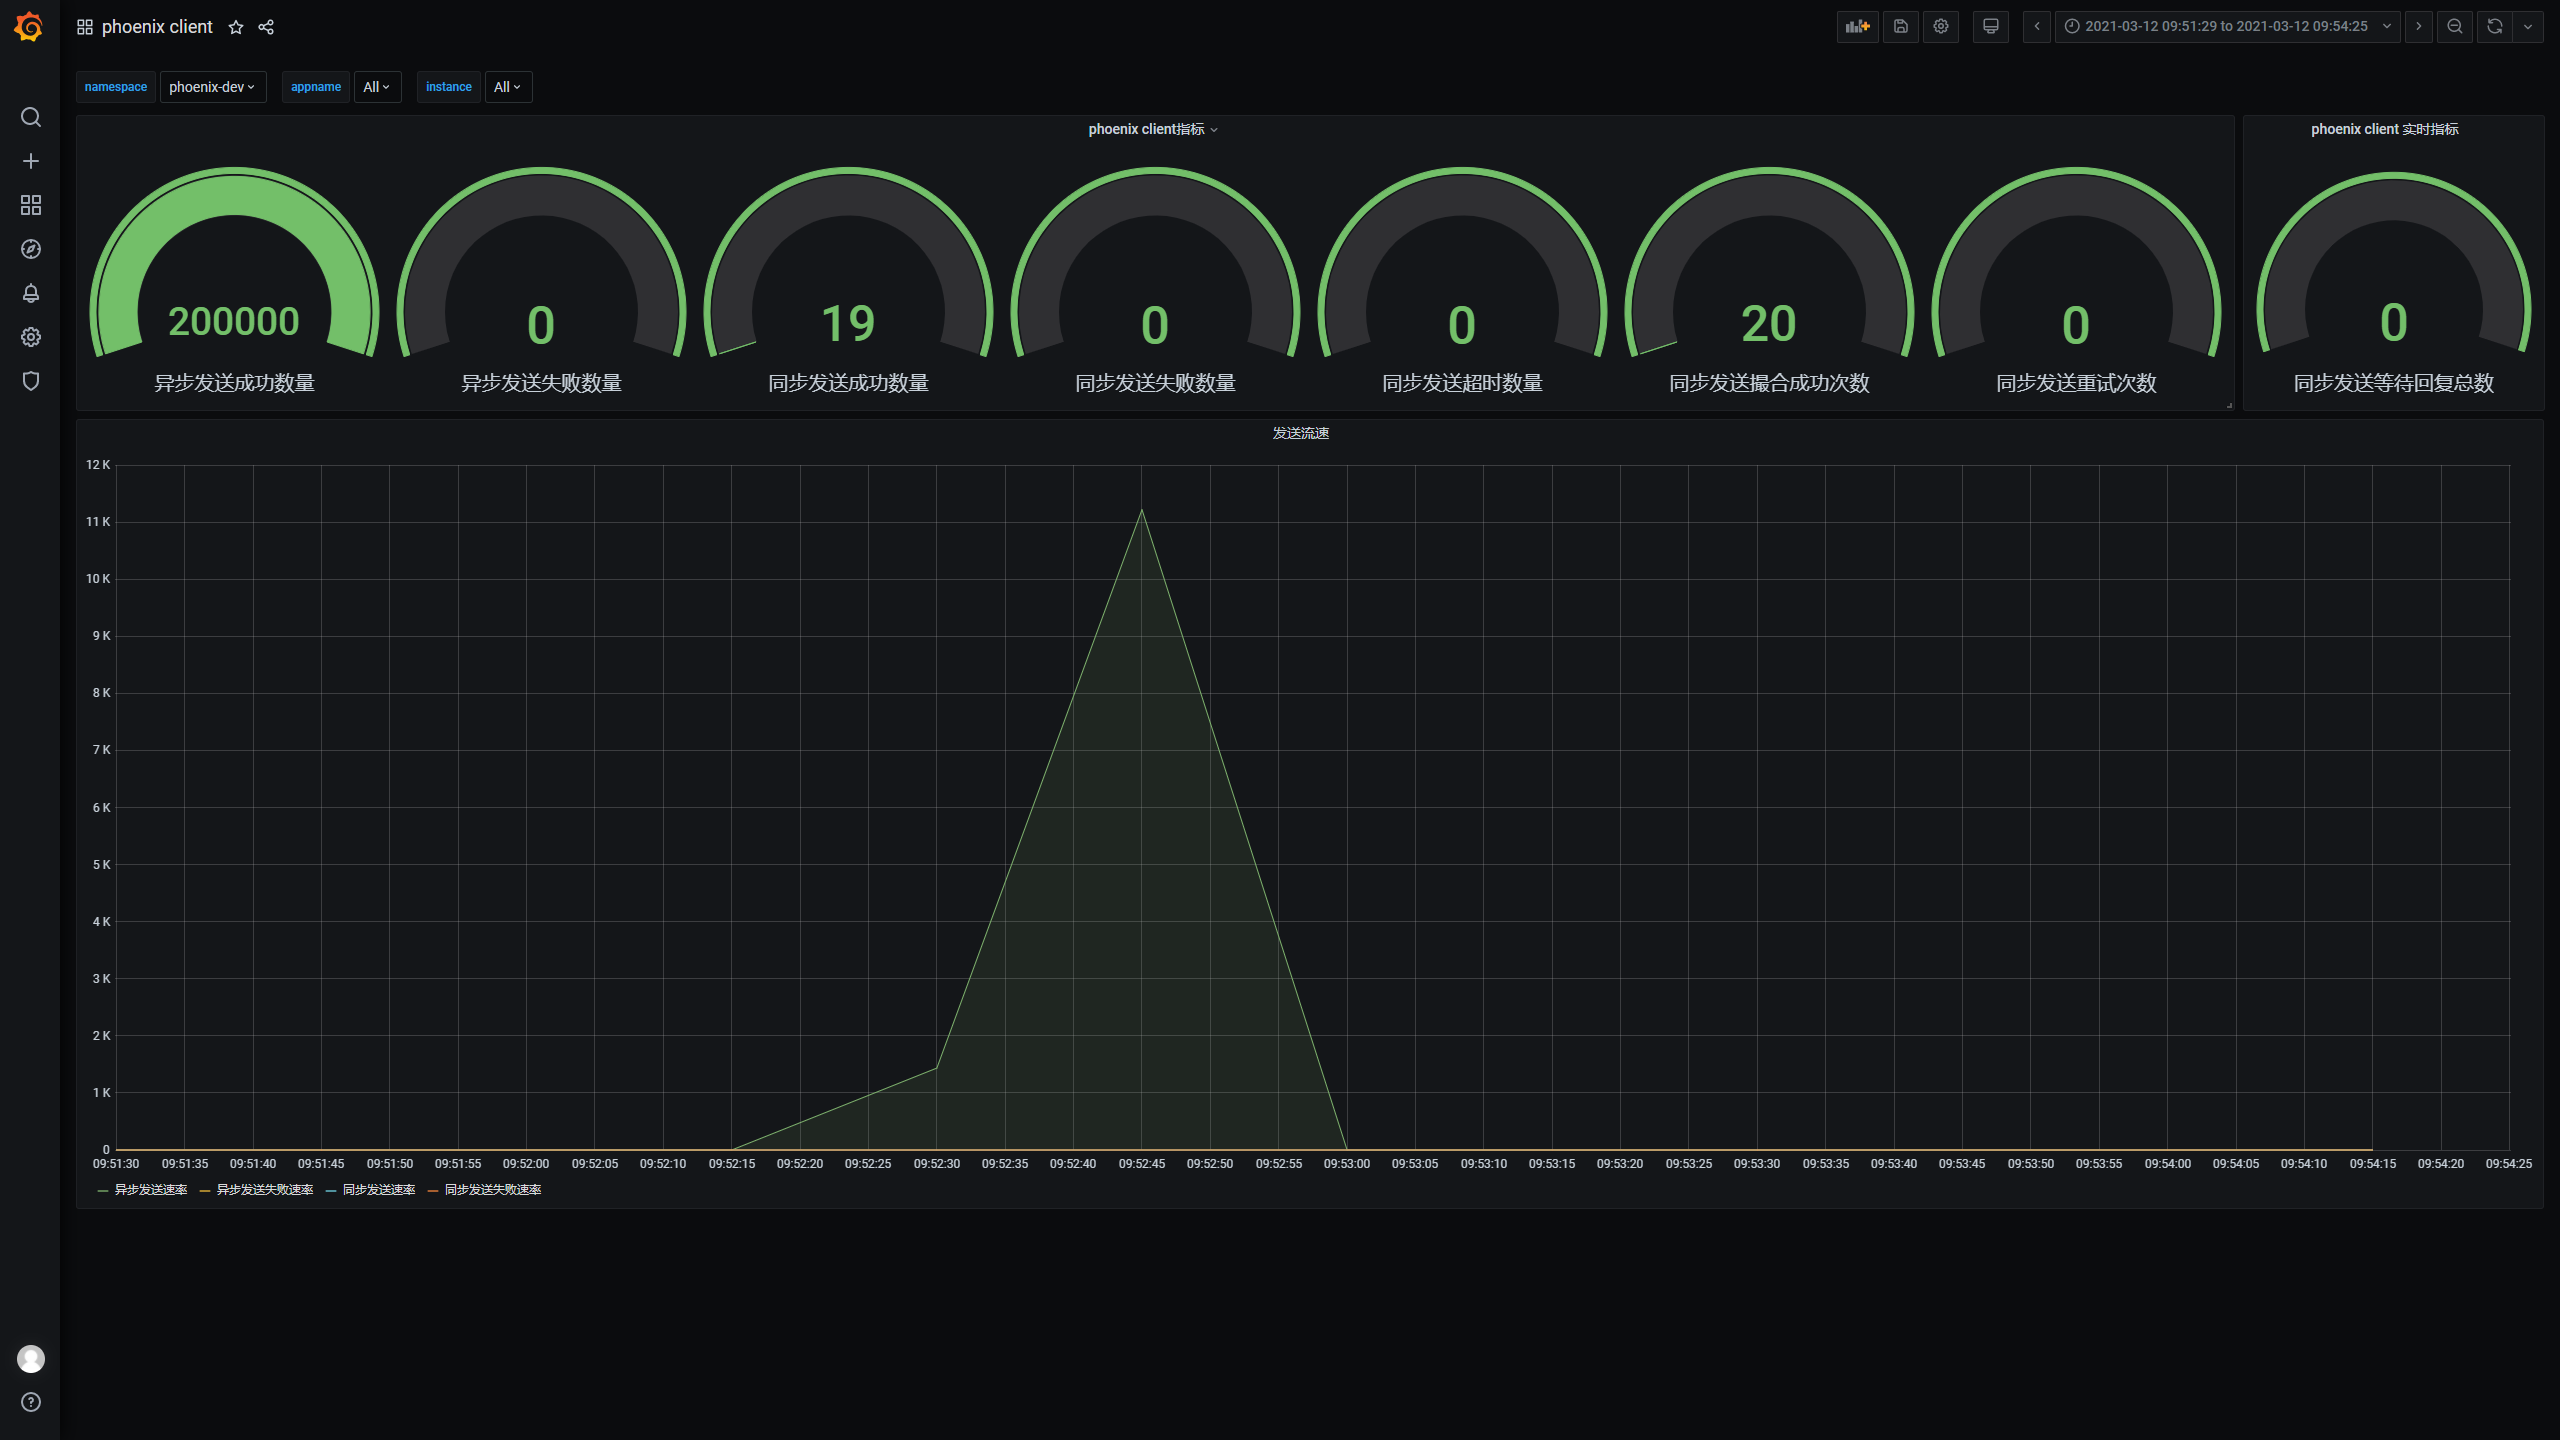 phoenix client
2021-03-12 09:51:29 to 2021-03-12 09:54:25
namespace phoenix-dev appname All instance All
phoenix client指标
200000 0 19 0 0 20 0
异步发送成功数量 异步发送失败数量 同步发送成功数量 同步发送失败数量 同步发送超时数量 同步发送撮合成功次数 同步发送重试次数
phoenix client 实时指标
0
同步发送等待回复总数
发送流速
12 K
11 K
10 K
9 K
8 K
7 K
6 K
5 K
4 K
3 K
2 K
1 K
0
09:51:30 09:51:35 09:51:40 09:51:45 09:51:50 09:51:55 09:52:00 09:52:05 09:52:10 09:52:15 09:52:20 09:52:25 09:52:30 09:52:35 09:52:40 09:52:45 09:52:50 09:52:55 09:53:00 09:53:05 09:53:10 09:53:15 09:53:20 09:53:25 09:53:30 09:53:35 09:53:40 09:53:45 09:53:50 09:53:55 09:54:00 09:54:05 09:54:10 09:54:15 09:54:20 09:54:25
异步发送速率 异步发送失败速率 同步发送速率 同步发送失败速率